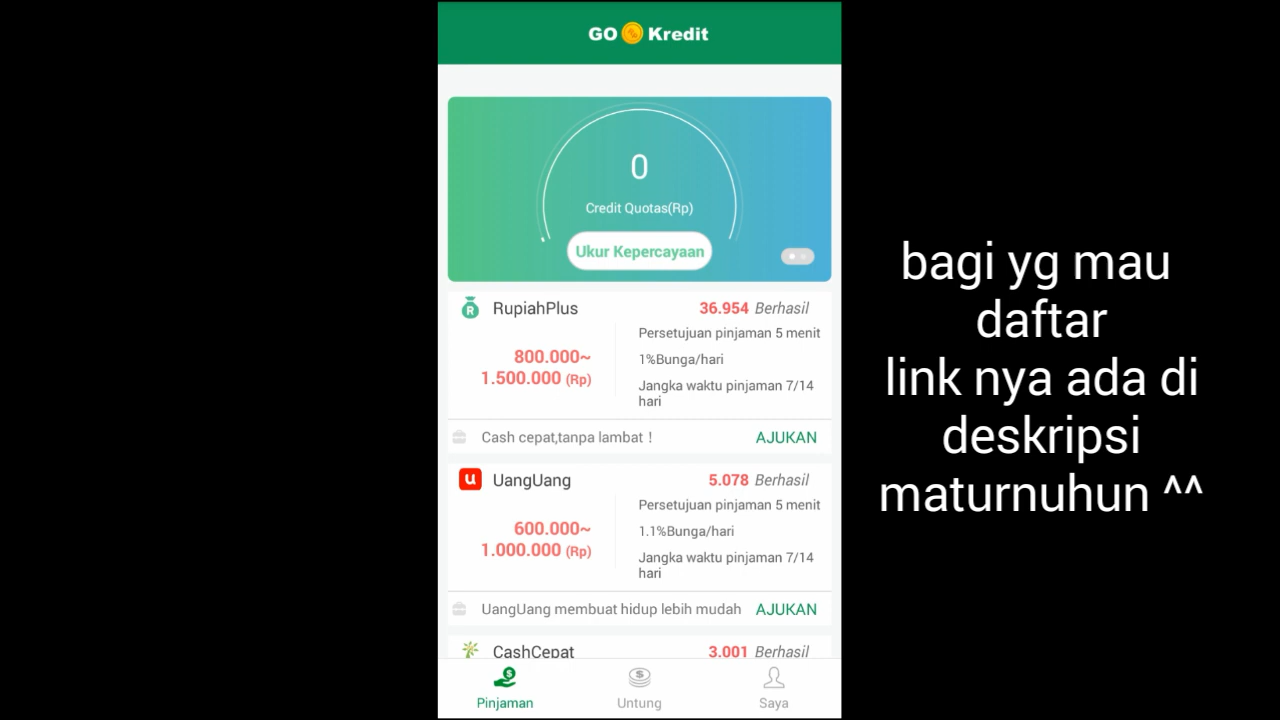 GO Kredit
0
Credit Quotas(Rp)
Ukur Kepercayaan
RupiahPlus
36.954 Berhasil
800.000~
1.500.000 (Rp)
Persetujuan pinjaman 5 menit
1%Bunga/hari
Jangka waktu pinjaman 7/14
hari
Cash cepat,tanpa lambat !
AJUKAN
u
UangUang
5.078 Berhasil
600.000~
1.000.000 (Rp)
Persetujuan pinjaman 5 menit
1.1%Bunga/hari
Jangka waktu pinjaman 7/14
hari
UangUang membuat hidup lebih mudah
AJUKAN
CashCepat
3.001 Berhasil
Pinjaman
Untung
Saya
bagi yg mau
daftar
link nya ada di
deskripsi
maturnuhun ^^